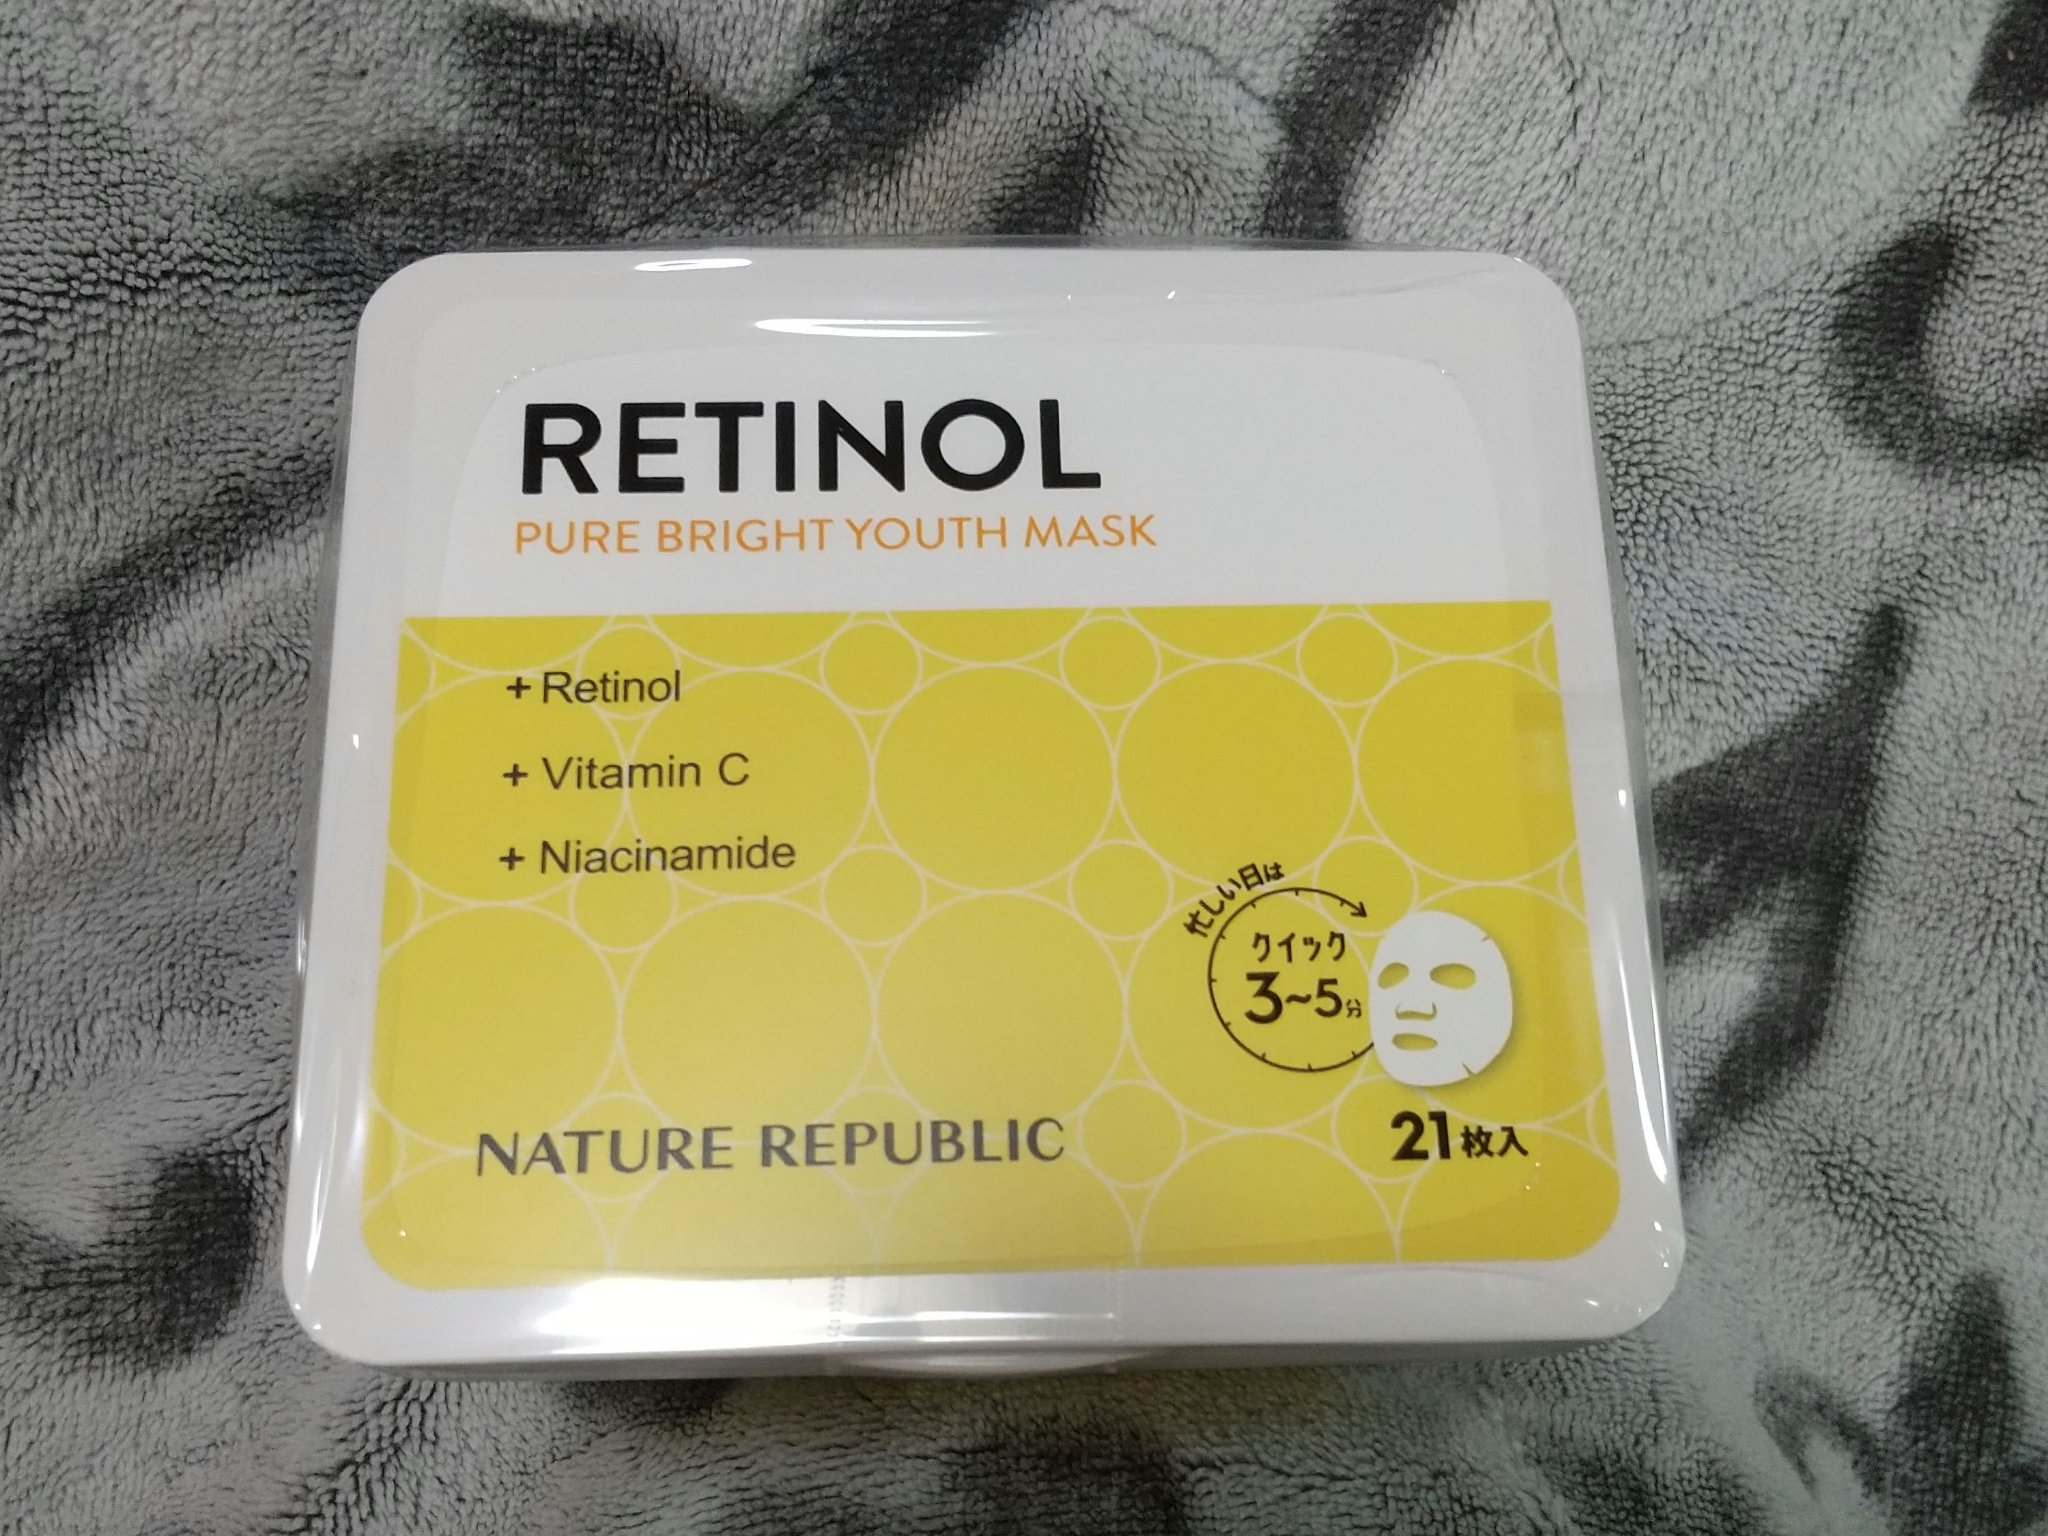 RETINOL
PURE BRIGHT YOUTH MASK
+ Retinol
+ Vitamin C
+ Niacinamide
忙しい日は
クイック
3~5分
NATURE REPUBLIC
21枚入